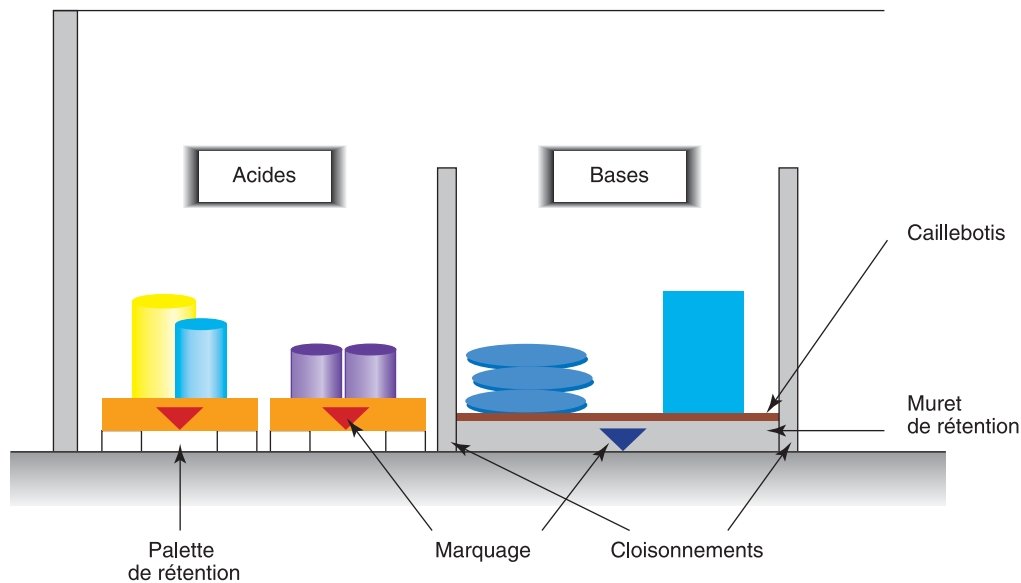 Acides
Bases
Caillebotis
Muret
de rétention
Palette
de rétention
Marquage
Cloisonnements